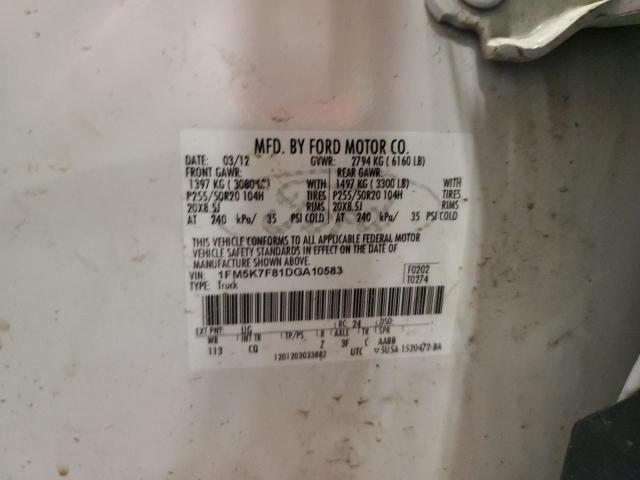 MFD. BY FORD MOTOR CO.
DATE: 03/12 GVWR: 2794 KG ( 6160 LB)
FRONT GAWR: REAR GAWR:
1397 KG ( 3080 WITH 1497 KG ( 3300 LB) WITH
P255/50R20 104H TIRES P255/50R20 104H TIRES
20X8.5J RIMS 20X8.5J RIMS
AT 240 kPa/ 35 PSI COLD AT 240 kPa/ 35 PSI COLD
THIS VEHICLE CONFORMS TO ALL APPLICABLE FEDERAL MOTOR
VEHICLE SAFETY STANDARDS IN EFFECT ON THE DATE OF
MANUFACTURE SHOWN ABOVE.
VIN: 1FM5K7F81DGA10583 F0202
TYPE: Truck T0274
RC: 24 DSO:
EXT PNT: WB INT TR TP/PS R AXLE TR SPR
113 CQ Z 3F C AABB
1201203033882 UTC 1520472-BA